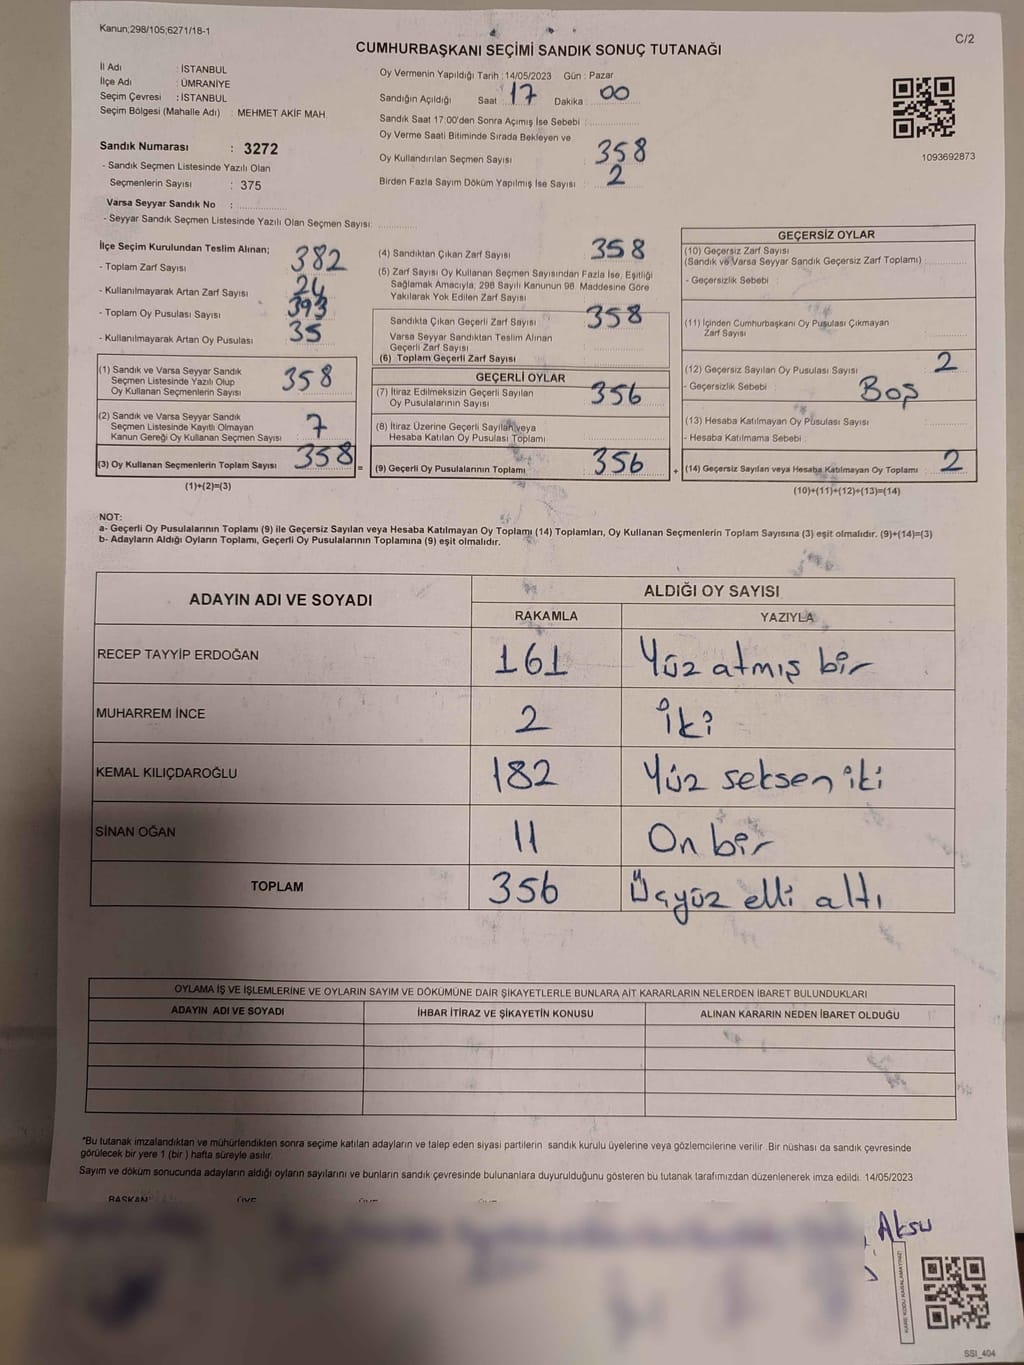 Kanun;298/105;6271/18-1
C/2
CUMHURBAŞKANI SEÇİMİ SANDIK SONUÇ TUTANAĞI
İl Adı : İSTANBUL
İlçe Adı : ÜMRANİYE
Seçim Çevresi : İSTANBUL
Seçim Bölgesi (Mahalle Adı) : MEHMET AKİF MAH
Sandık Numarası : 3272
- Sandık Seçmen Listesinde Yazılı Olan
Seçmenlerin Sayısı : 375
Varsa Seyyar Sandık No :
- Seyyar Sandık Seçmen Listesinde Yazılı Olan Seçmen Sayısı:
Oy Vermenin Yapıldığı Tarih : 14/05/2023 Gün : Pazar
Sandığın Açıldığı Saat 17 Dakika 00
Sandık Saat 17:00'den Sonra Açımış İse Sebebi :
Oy Verme Saati Bitiminde Sırada Bekleyen ve
Oy Kullandırılan Seçmen Sayısı : 358
Birden Fazla Sayım Döküm Yapılmış İse Sayısı : 2
1093692873
İlçe Seçim Kurulundan Teslim Alınan;
- Toplam Zarf Sayısı 382
- Kullanılmayarak Artan Zarf Sayısı 24
- Toplam Oy Pusulası Sayısı 393
- Kullanılmayarak Artan Oy Pusulası 35
(1) Sandık ve Varsa Seyyar Sandık
Seçmen Listesinde Yazılı Olup
Oy Kullanan Seçmenlerin Sayısı 358
(2) Sandık ve Varsa Seyyar Sandık
Seçmen Listesinde Kayıtlı Olmayan
Kanun Gereği Oy Kullanan Seçmen Sayısı 7
(3) Oy Kullanan Seçmenlerin Toplam Sayısı 358 =
(1)+(2)=(3)
(4) Sandıktan Çıkan Zarf Sayısı 358
(5) Zarf Sayısı Oy Kullanan Seçmen Sayısından Fazla İse, Eşitliği
Sağlamak Amacıyla, 298 Sayılı Kanunun 98. Maddesine Göre
Yakılarak Yok Edilen Zarf Sayısı
Sandıkta Çıkan Geçerli Zarf Sayısı 358
Varsa Seyyar Sandıktan Teslim Alınan
Geçerli Zarf Sayısı
(6) Toplam Geçerli Zarf Sayısı
GEÇERLİ OYLAR
(7) İtiraz Edilmeksizin Geçerli Sayılan
Oy Pusulalarının Sayısı 356
(8) İtiraz Üzerine Geçerli Sayılan veya
Hesaba Katılan Oy Pusulası Toplamı
(9) Geçerli Oy Pusulalarının Toplamı 356 +
GEÇERSİZ OYLAR
(10) Geçersiz Zarf Sayısı
(Sandık ve Varsa Seyyar Sandık Geçersiz Zarf Toplamı)
- Geçersizlik Sebebi
(11) İçinden Cumhurbaşkanı Oy Pusulası Çıkmayan
Zarf Sayısı
(12) Geçersiz Sayılan Oy Pusulası Sayısı 2
- Geçersizlik Sebebi : Boş
(13) Hesaba Katılmayan Oy Pusulası Sayısı
- Hesaba Katılmama Sebebi :
(14) Geçersiz Sayılan veya Hesaba Katılmayan Oy Toplamı 2
(10)+(11)+(12)+(13)=(14)
NOT:
a- Geçerli Oy Pusulalarının Toplamı (9) ile Geçersiz Sayılan veya Hesaba Katılmayan Oy Toplamı (14) Toplamları, Oy Kullanan Seçmenlerin Toplam Sayısına (3) eşit olmalıdır. (9)+(14)=(3)
b- Adayların Aldığı Oyların Toplamı, Geçerli Oy Pusulalarının Toplamına (9) eşit olmalıdır.
ADAYIN ADI VE SOYADI ALDIĞI OY SAYISI
RAKAMLA YAZIYLA
RECEP TAYYİP ERDOĞAN 161 Yüz atmış bir
MUHARREM İNCE 2 iki
KEMAL KILIÇDAROĞLU 182 Yüz seksen iki
SİNAN OĞAN 11 On bir
TOPLAM 356 Üçyüz elli altı
OYLAMA İŞ VE İŞLEMLERİNE VE OYLARIN SAYIM VE DÖKÜMÜNE DAİR ŞİKAYETLERLE BUNLARA AİT KARARLARIN NELERDEN İBARET BULUNDUKLARI
ADAYIN ADI VE SOYADI İHBAR İTİRAZ VE ŞİKAYETİN KONUSU ALINAN KARARIN NEDEN İBARET OLDUĞU
*Bu tutanak imzalandıktan ve mühürlendikten sonra seçime katılan adayların ve talep eden siyasi partilerin sandık kurulu üyelerine veya gözlemcilerine verilir. Bir nüshası da sandık çevresinde
görülecek bir yere 1 (bir) hafta süreyle asılır.
Sayım ve döküm sonucunda adayların aldığı oyların sayılarını ve bunların sandık çevresinde bulunanlara duyurulduğunu gösteren bu tutanak tarafımızdan düzenlenerek imza edildi. 14/05/2023
BAŞKAN ÜYE ÜYE ÜYE
Aksu
KARE KODU KARALAMAYINIZ!
SSI_404